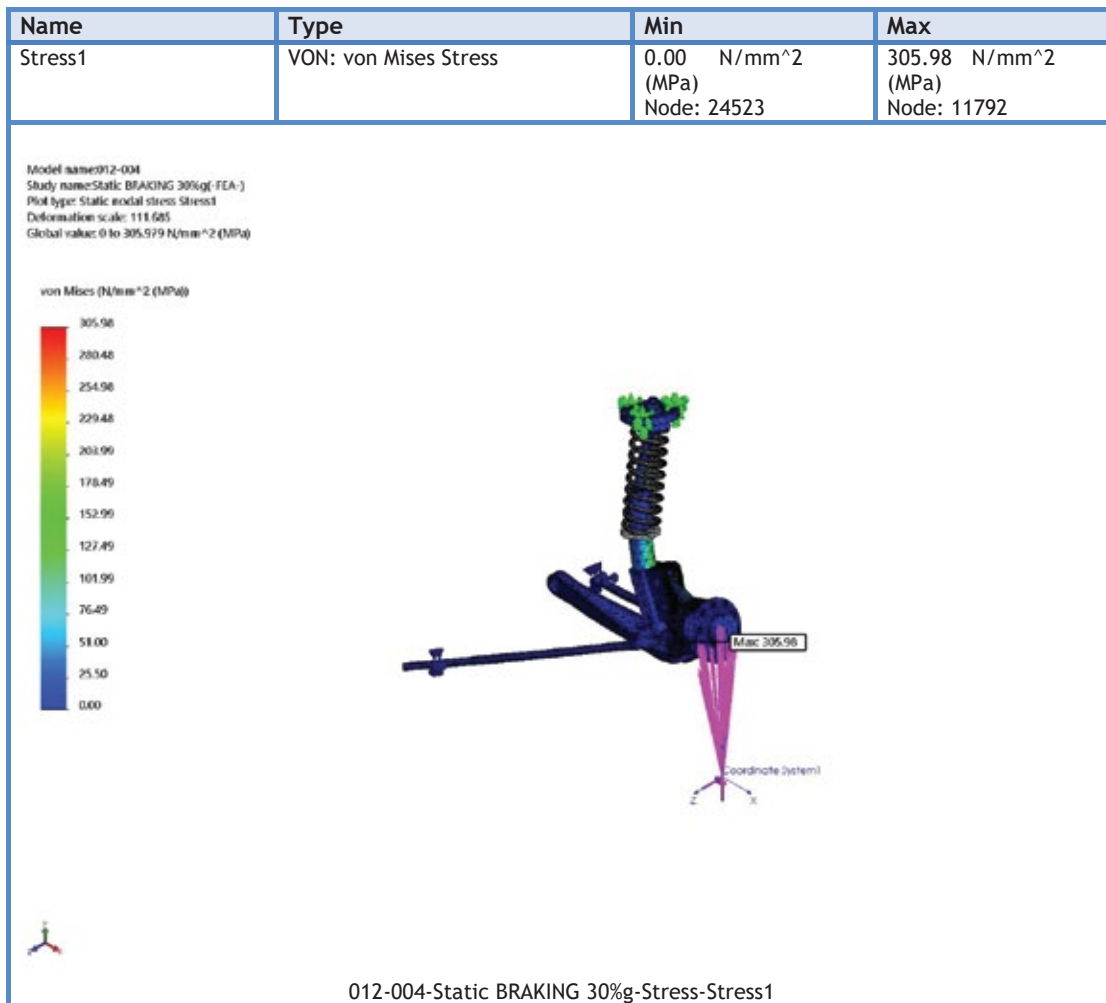 Name Type Min Max
Stress1 VON: von Mises Stress 0.00 N/mm^2 305.98 N/mm^2
(MPa) (MPa)
Node: 24523 Node: 11792
Model name:012-004
Study name:Static BRAKING 30%g(-FEA-)
Plot type: Static nodal stress Stress1
Deformation scale: 111.685
Global value: 0 to 305.979 N/mm^2 (MPa)
von Mises (N/mm^2 (MPa))
305.98
280.48
254.98
229.48
203.99
178.49
152.99
127.49
101.99
76.49
51.00
25.50
0.00
Max: 305.98
Coordinate System1
Z X
012-004-Static BRAKING 30%g-Stress-Stress1